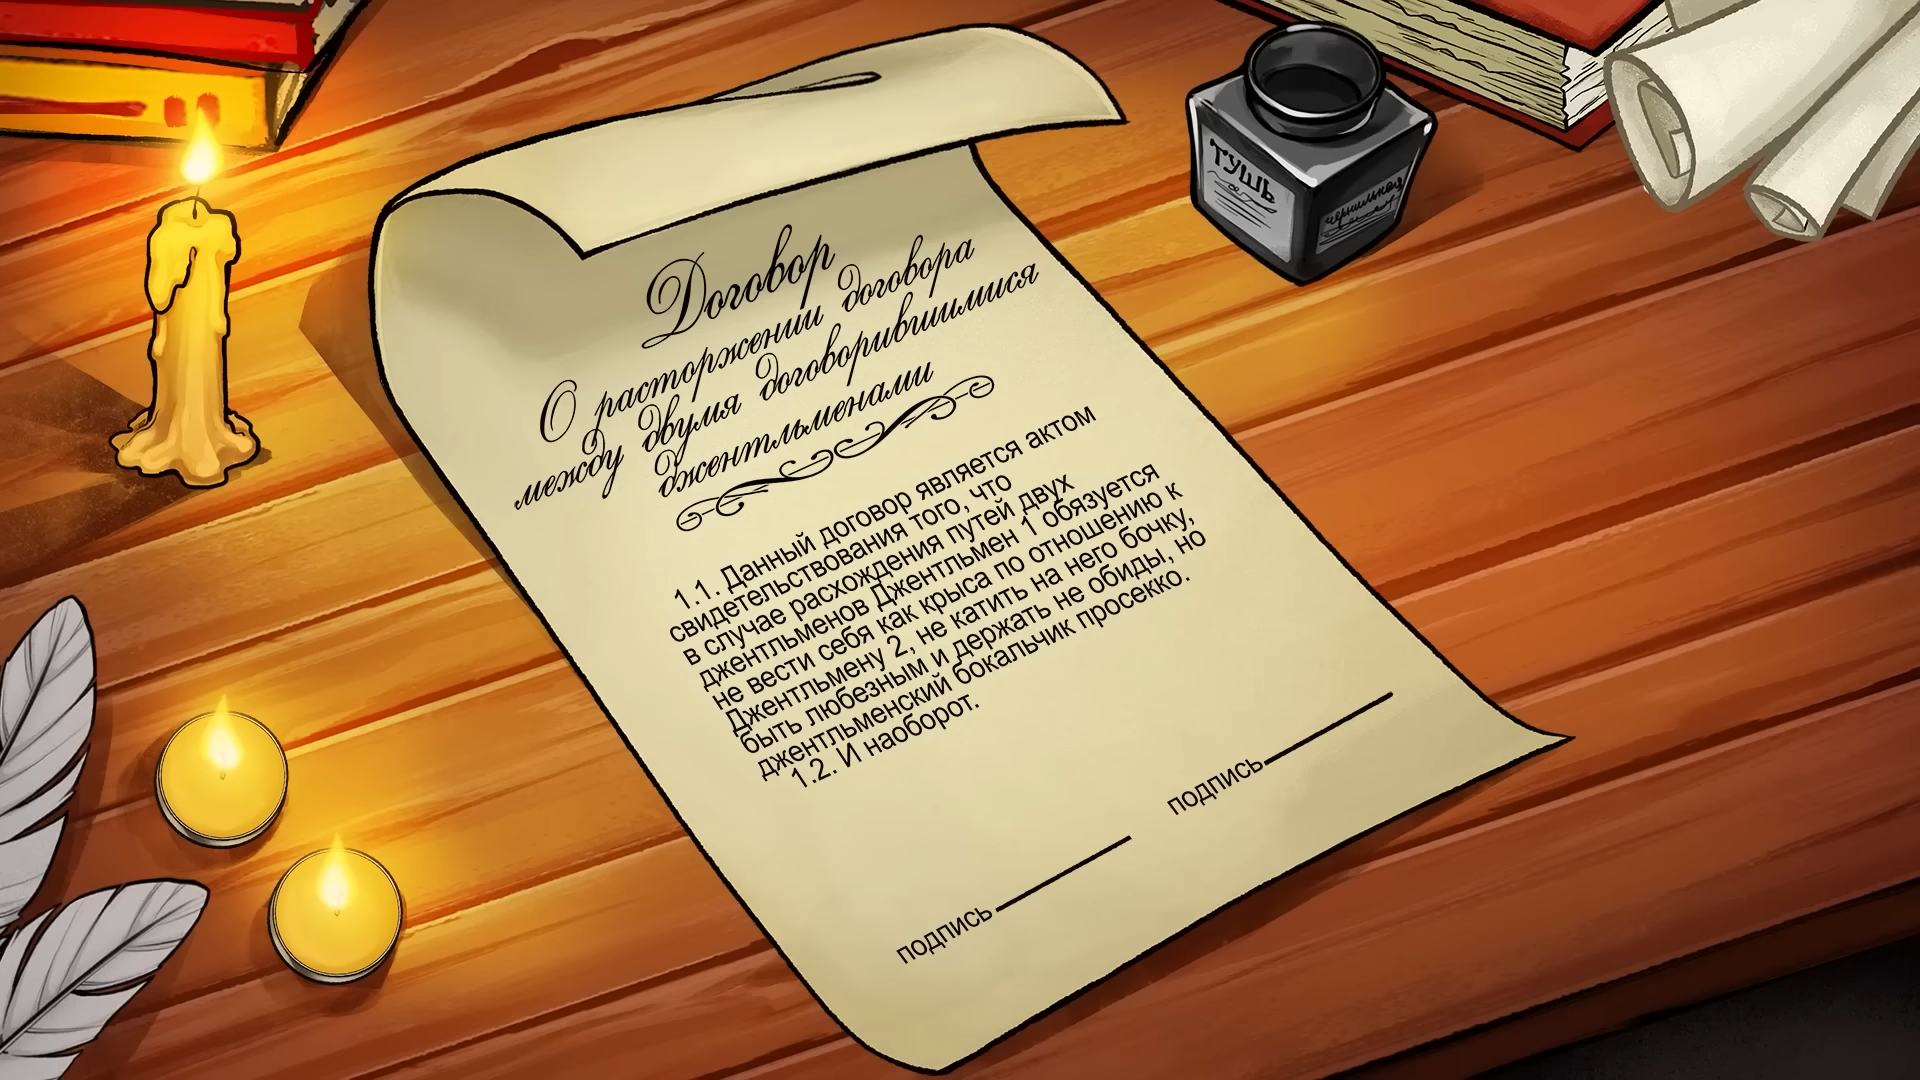 Договор
О расторжении договора
между двумя договорившимися
джентльменами
1.1. Данный договор является актом
свидетельствования того, что
в случае расхождения путей двух
джентльменов Джентльмен 1 обязуется
не вести себя как крыса по отношению к
Джентльмену 2, не катить на него бочку,
быть любезным и держать не обиды, но
джентльменский бокальчик просекко.
1.2. И наоборот.
подпись
подпись
ТУШЬ